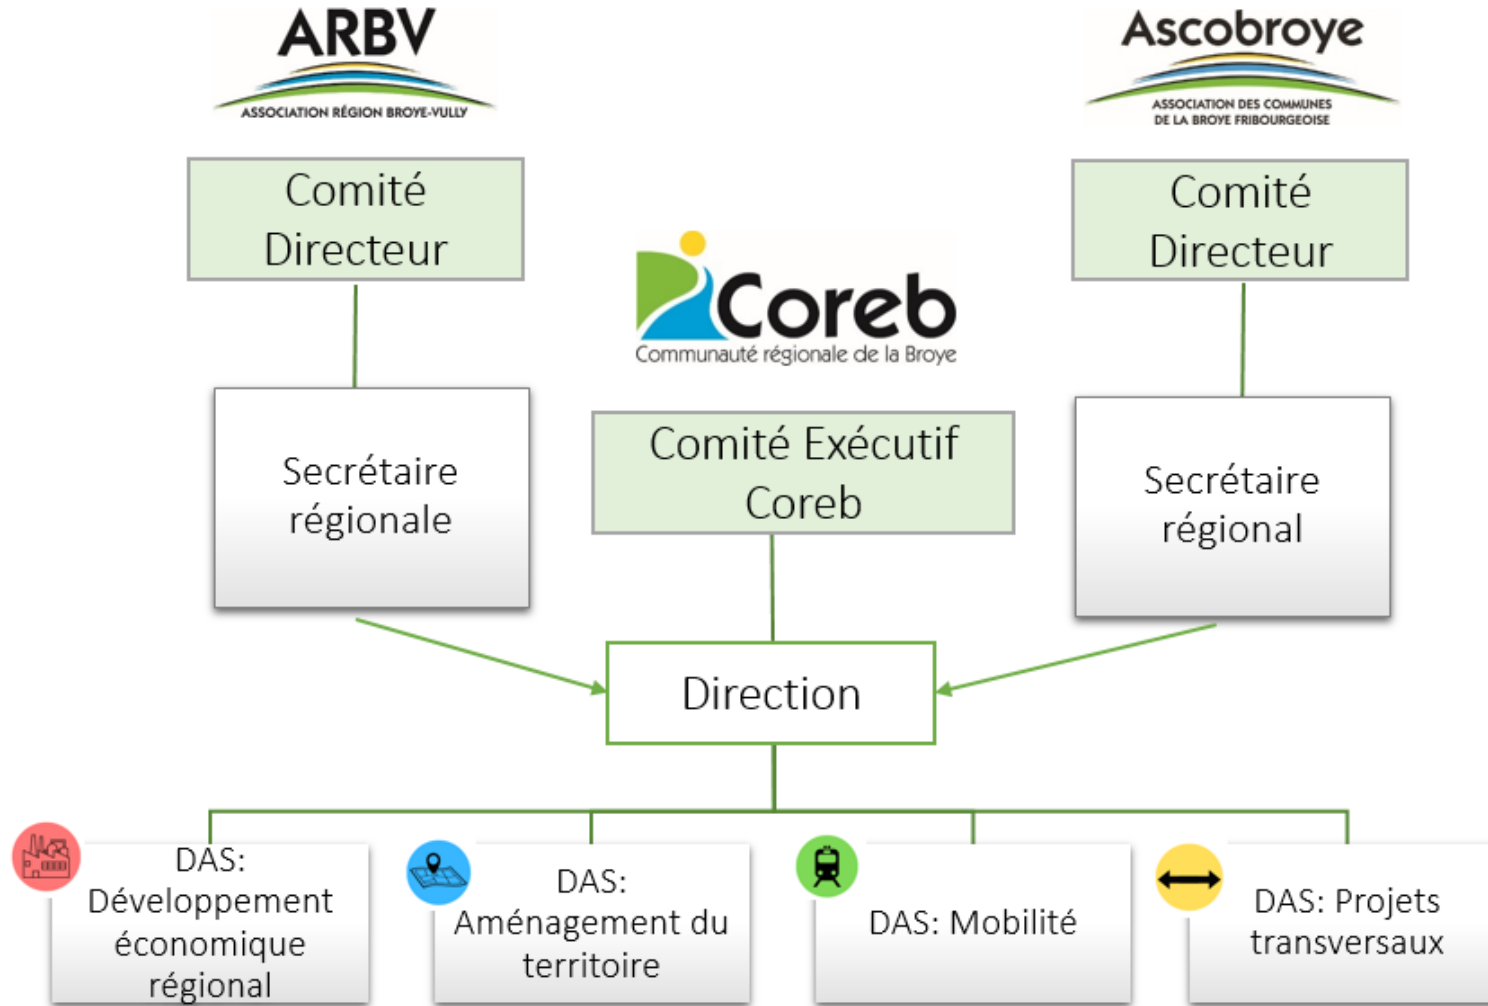 ARBV
ASSOCIATION RÉGION BROYE-VULLY
Ascobroye
ASSOCIATION DES COMMUNES
DE LA BROYE FRIBOURGEOISE
Comité
Directeur
Comité
Directeur
Coreb
Communauté régionale de la Broye
Secrétaire
régionale
Comité Exécutif
Coreb
Secrétaire
régional
Direction
DAS:
Développement
économique
régional
DAS:
Aménagement du
territoire
DAS: Mobilité
DAS: Projets
transversaux